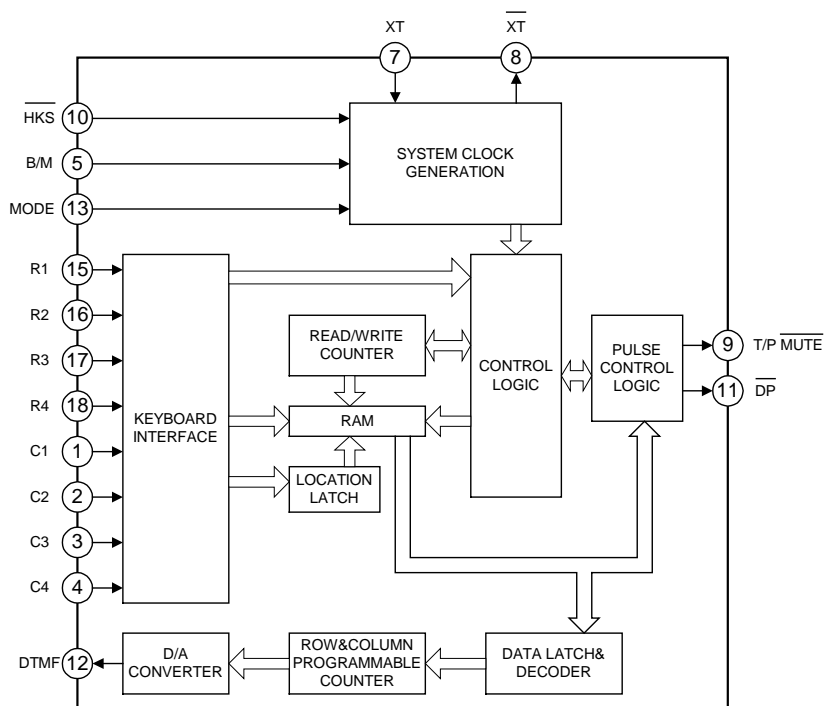 XT
XT
7
8
HKS
10
B/M
5
MODE
13
SYSTEM CLOCK
GENERATION
R1
15
R2
16
R3
17
R4
18
C1
1
C2
2
C3
3
C4
4
KEYBOARD
INTERFACE
READ/WRITE
COUNTER
RAM
LOCATION
LATCH
CONTROL
LOGIC
PULSE
CONTROL
LOGIC
9
T/P MUTE
11
DP
DTMF
12
D/A
CONVERTER
ROW&COLUMN
PROGRAMMABLE
COUNTER
DATA LATCH&
DECODER